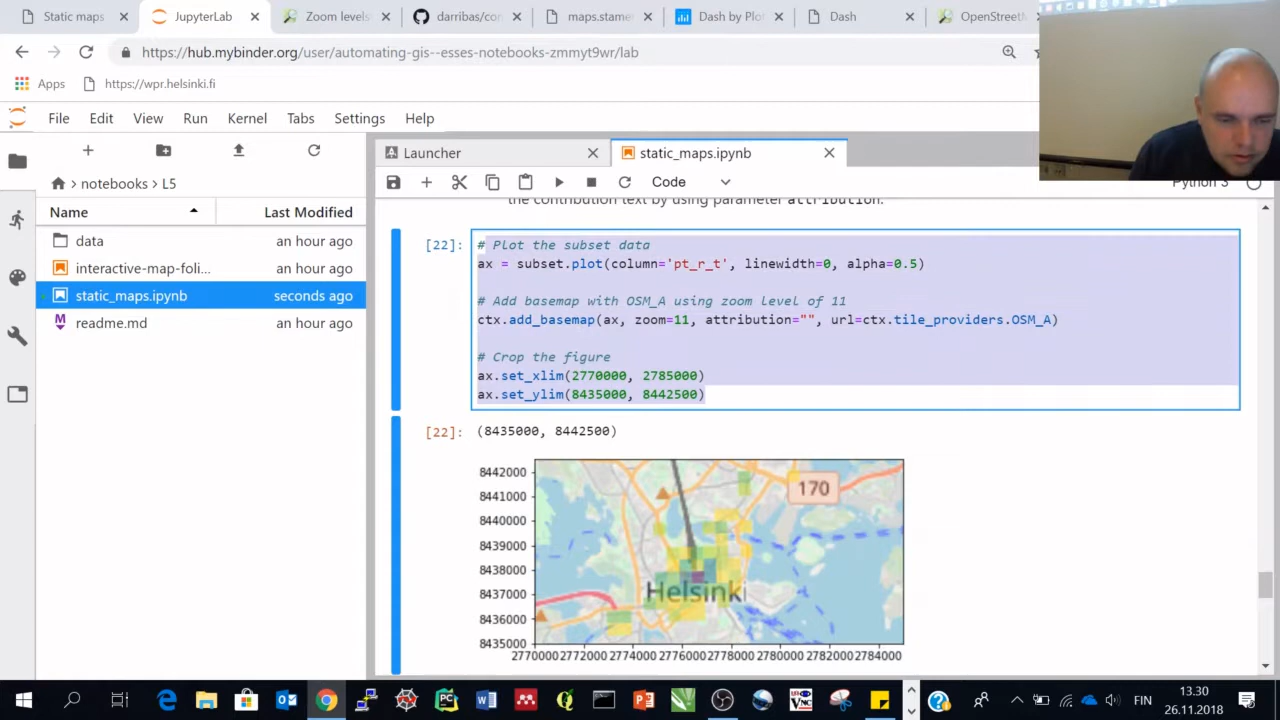 Static maps
JupyterLab
Zoom levels
darribas/con
maps.stamen
Dash by Plot
Dash
OpenStreetM
https://hub.mybinder.org/user/automating-gis--esses-notebooks-zmmyt9wr/lab
Apps
https://wpr.helsinki.fi
File Edit View Run Kernel Tabs Settings Help
Launcher
static_maps.ipynb
notebooks > L5
Code
Python 3
Name
Last Modified
data
an hour ago
interactive-map-foli...
an hour ago
static_maps.ipynb
seconds ago
readme.md
an hour ago
the contribution text by using parameter attribution.
[22]:
# Plot the subset data
ax = subset.plot(column='pt_r_t', linewidth=0, alpha=0.5)
# Add basemap with OSM_A using zoom level of 11
ctx.add_basemap(ax, zoom=11, attribution="", url=ctx.tile_providers.OSM_A)
# Crop the figure
ax.set_xlim(2770000, 2785000)
ax.set_ylim(8435000, 8442500)
[22]:
(8435000, 8442500)
8442000
8441000
8440000
8439000
8438000
8437000
8436000
8435000
170
Helsinki
2770000 2772000 2774000 2776000 2778000 2780000 2782000 2784000
FIN
13.30
26.11.2018